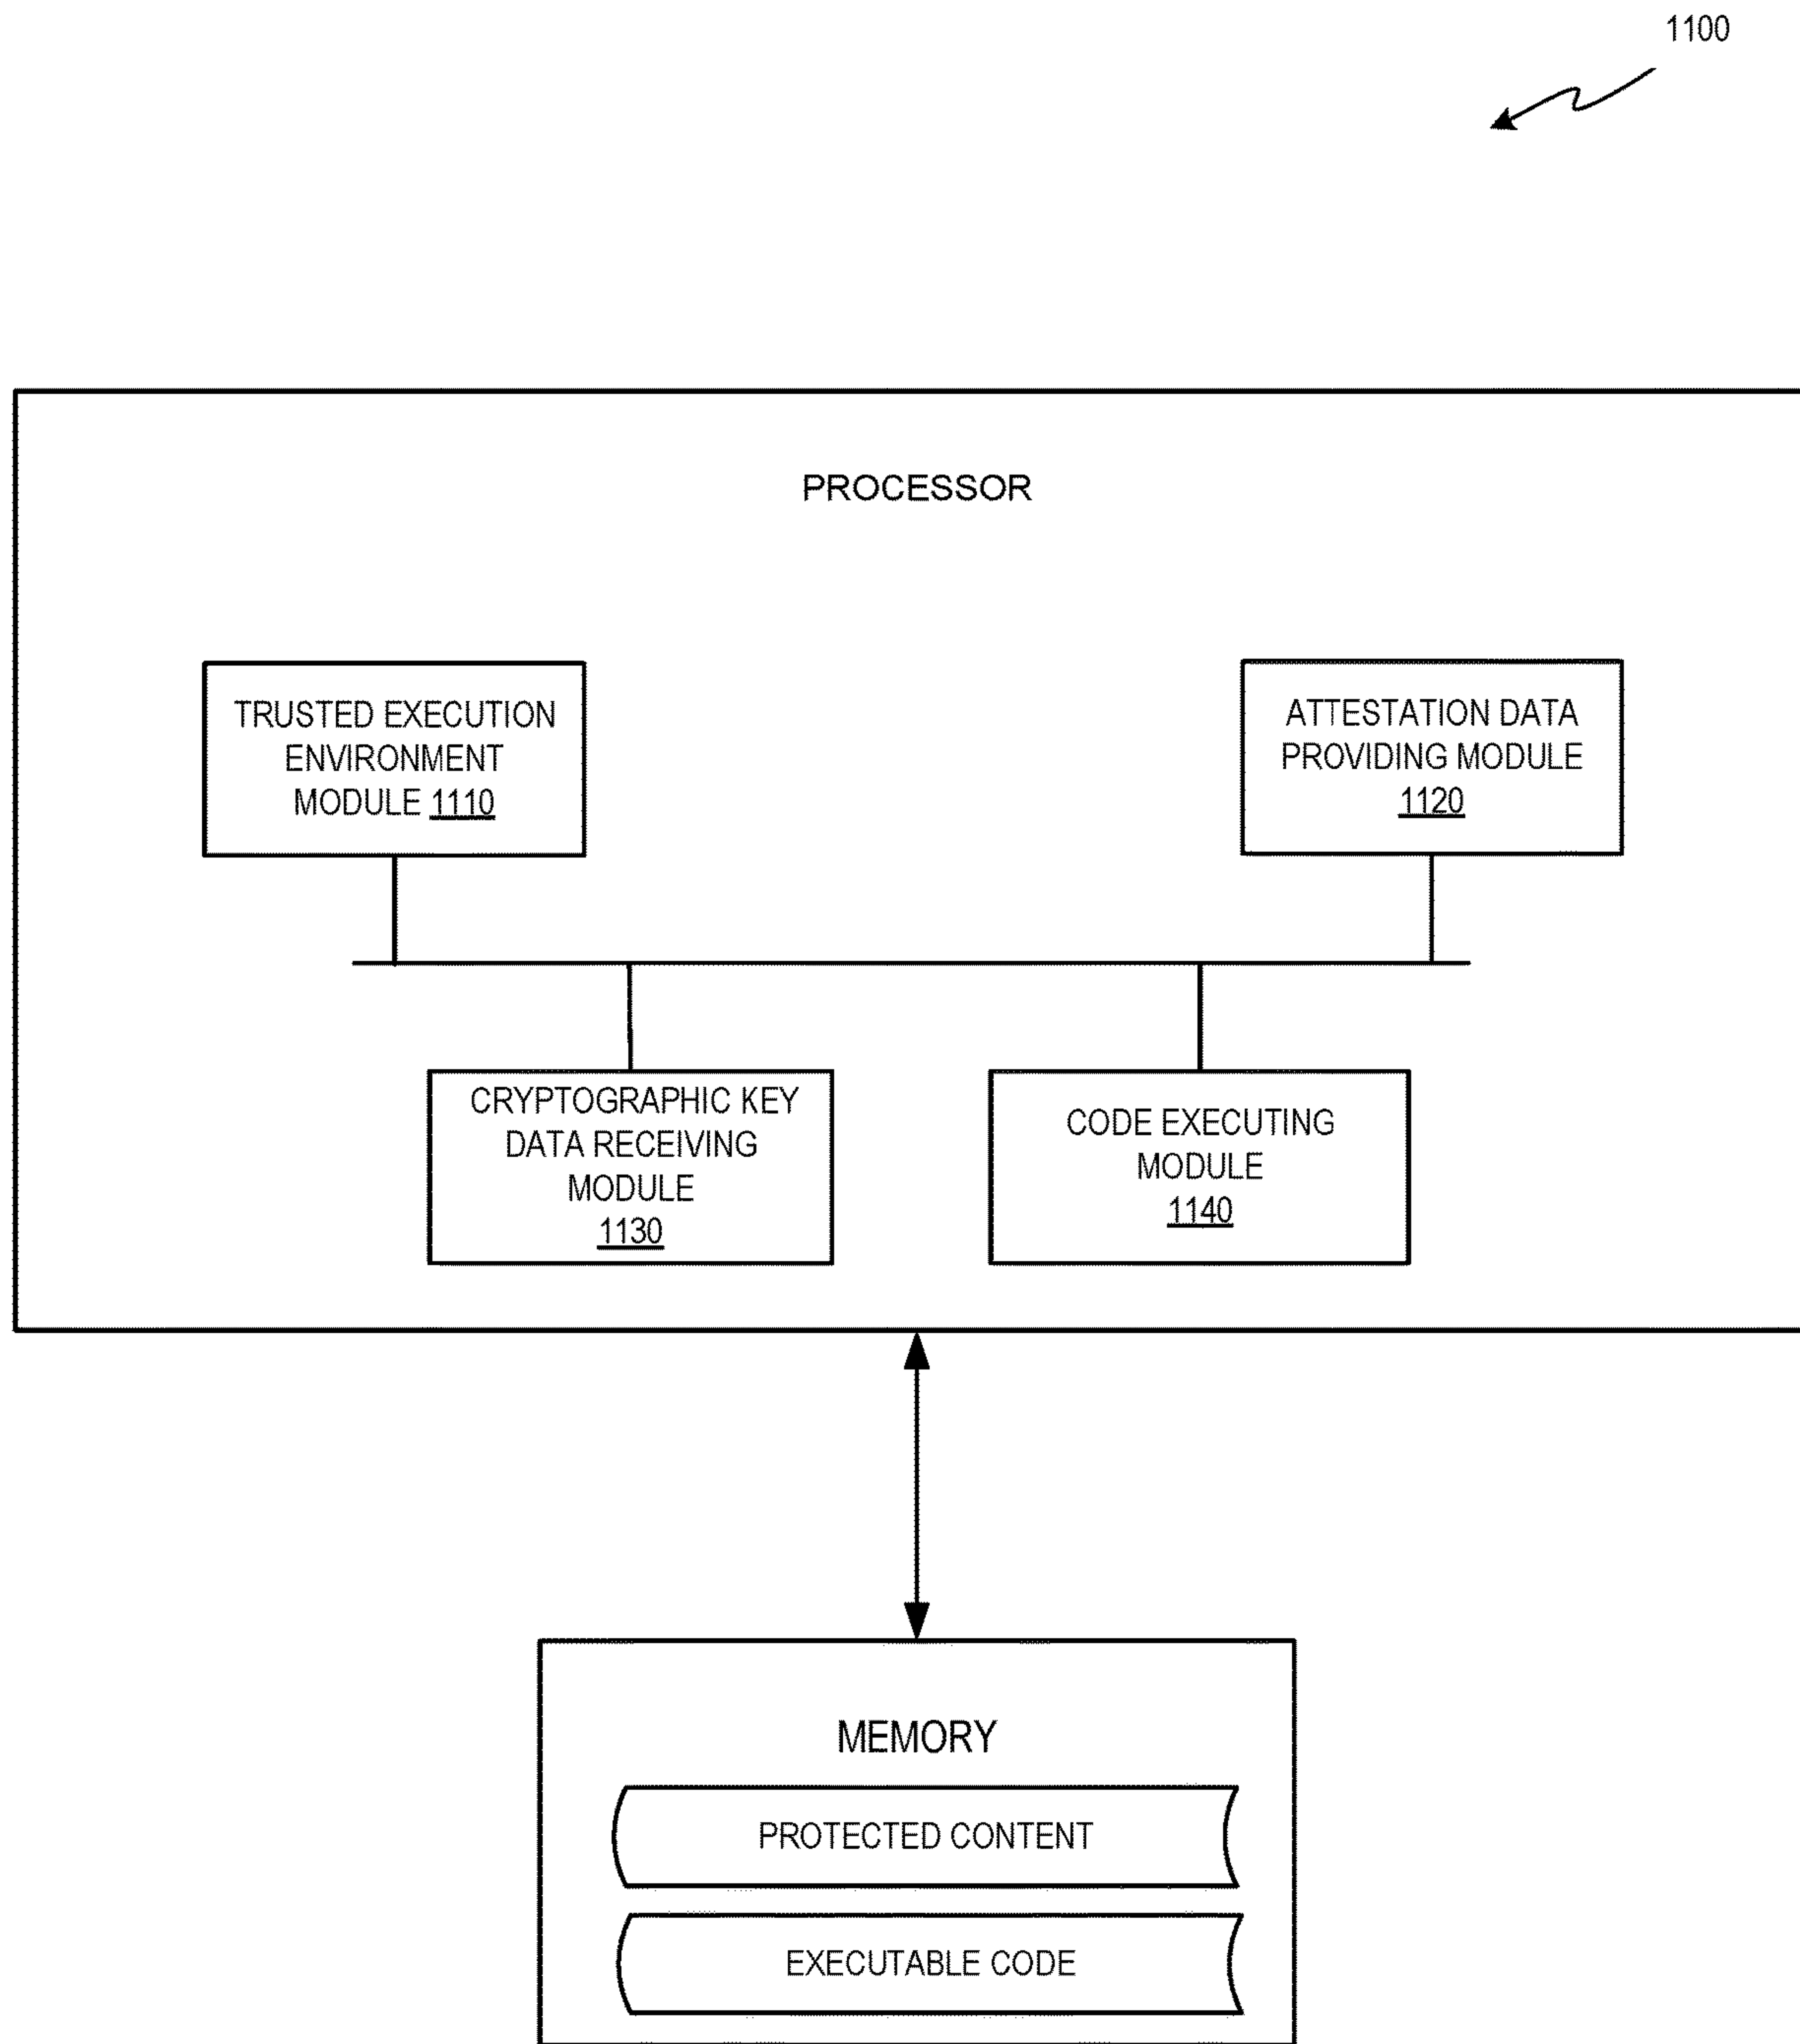 1100
PROCESSOR
TRUSTED EXECUTION
ENVIRONMENT
MODULE 1110
ATTESTATION DATA
PROVIDING MODULE
1120
CRYPTOGRAPHIC KEY
DATA RECEIVING
MODULE
1130
CODE EXECUTING
MODULE
1140
MEMORY
PROTECTED CONTENT
EXECUTABLE CODE